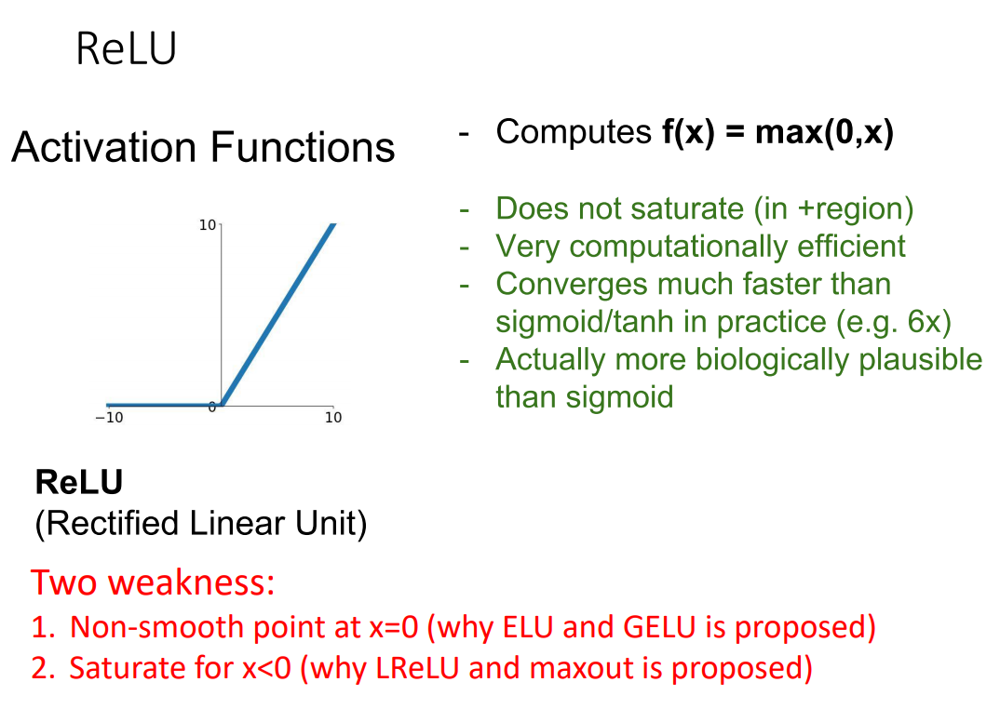 ReLU
Activation Functions
10
0
−10
10
ReLU
(Rectified Linear Unit)
- Computes f(x) = max(0,x)
- Does not saturate (in +region)
- Very computationally efficient
- Converges much faster than
sigmoid/tanh in practice (e.g. 6x)
- Actually more biologically plausible
than sigmoid
Two weakness:
1. Non-smooth point at x=0 (why ELU and GELU is proposed)
2. Saturate for x<0 (why LReLU and maxout is proposed)